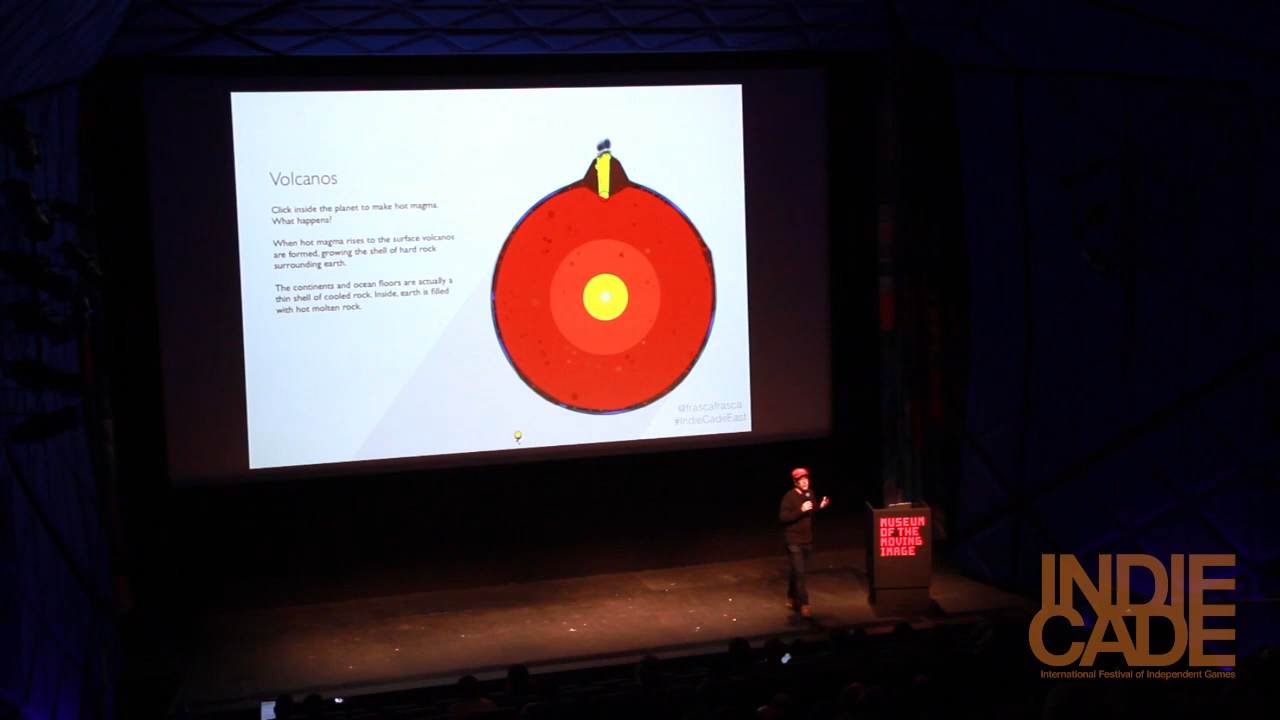 Volcanos
Click inside the planet to make hot magma.
What happens?
When hot magma rises to the surface volcanos
are formed, growing the shell of hard rock
surrounding earth.
The continents and ocean floors are actually a
thin shell of cooled rock. Inside, earth is filled
with hot molten rock.
@frascafrasca
#IndieCadeEast
MUSEUM
OF THE
MOVING
IMAGE
INDIE
CADE
International Festival of Independent Games